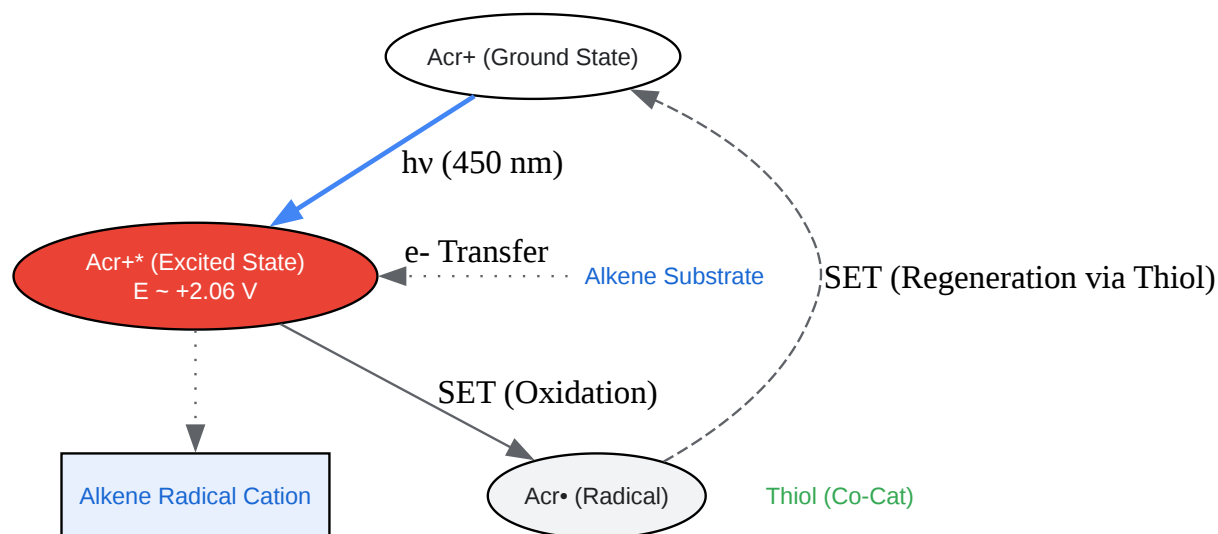 Acr+ (Ground State)
hν (450 nm)
Acr+* (Excited State)
E ~ +2.06 V
e- Transfer
Alkene Substrate
SET (Regeneration via Thiol)
SET (Oxidation)
Alkene Radical Cation
Acr• (Radical)
Thiol (Co-Cat)